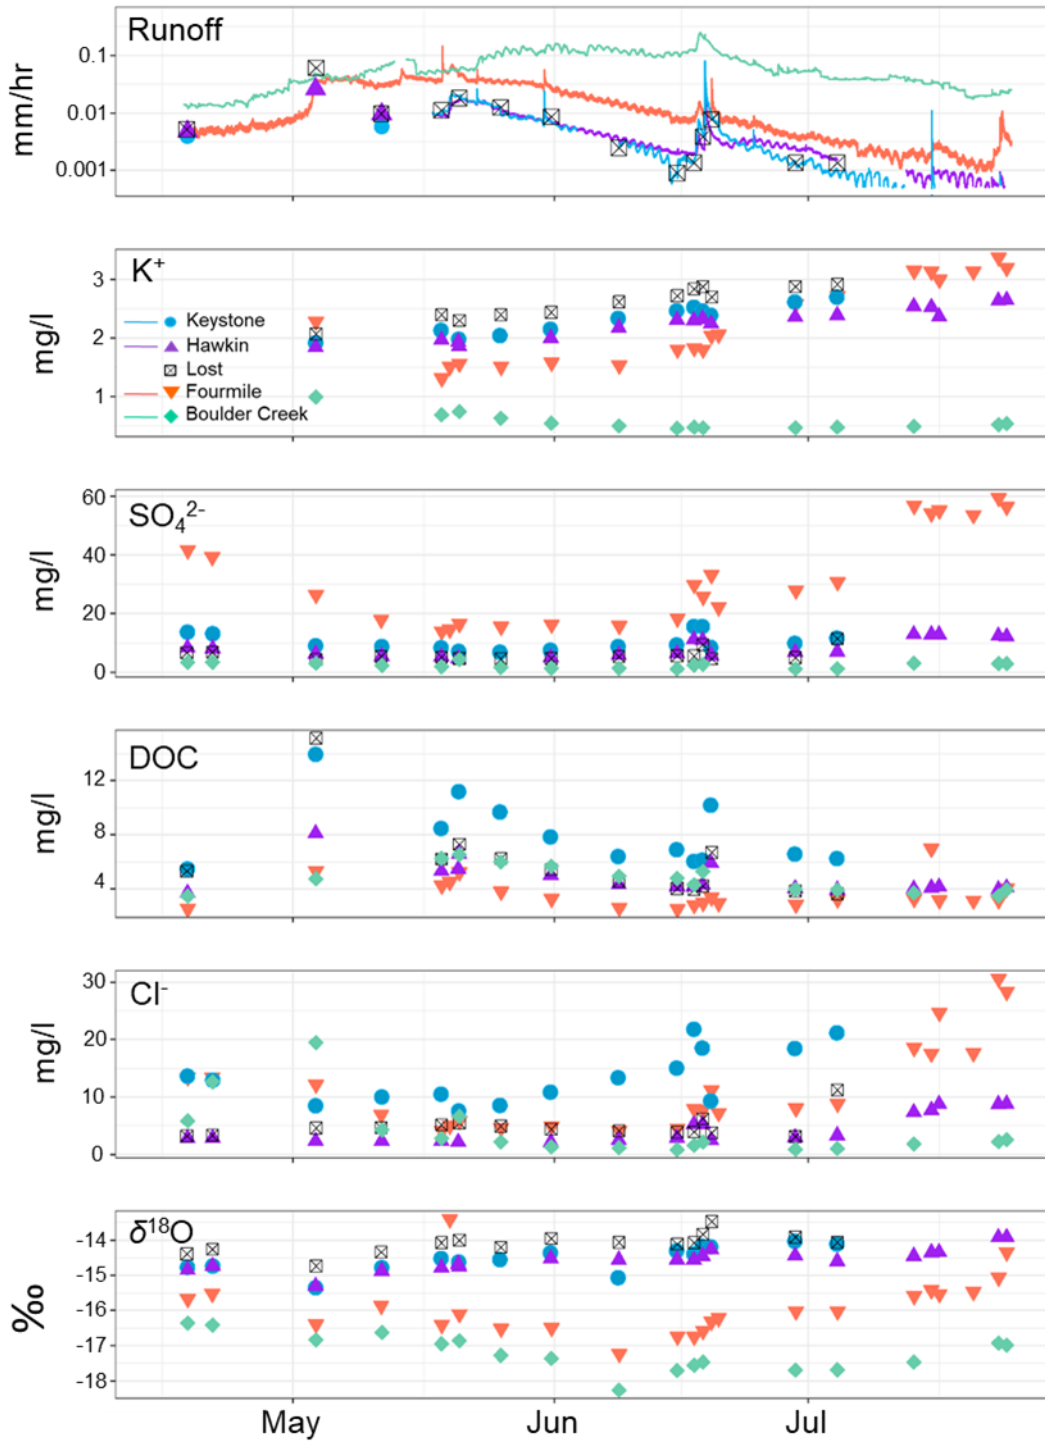 Runoff
mm/hr
0.1
0.01
0.001
K⁺
mg/l
3
2
1
Keystone
Hawkin
Lost
Fourmile
Boulder Creek
SO₄²⁻
mg/l
60
40
20
0
DOC
mg/l
12
8
4
Cl⁻
mg/l
30
20
10
0
δ¹⁸O
‰
-14
-15
-16
-17
-18
May Jun Jul